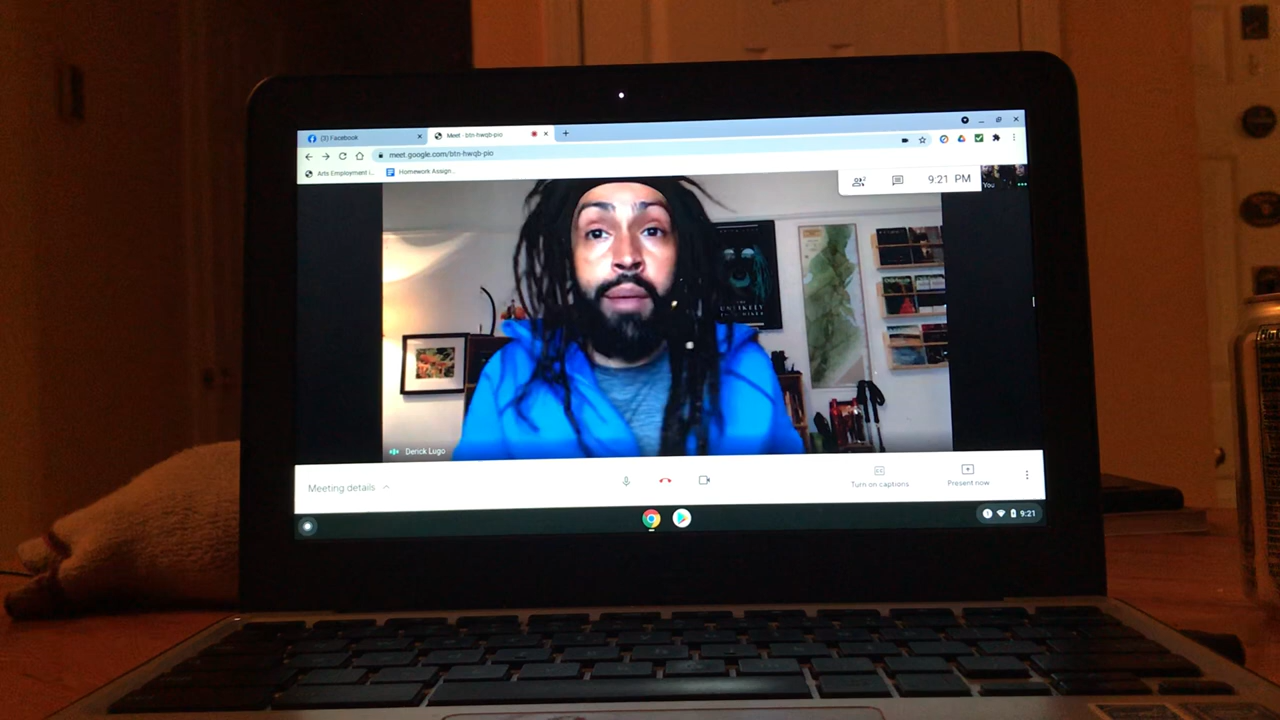 (3) Facebook
Meet - btn-hwqb-pio
meet.google.com/btn-hwqb-pio
Arts Employment i...
Homework Assign...
2
9:21 PM
You
THE
UNLIKELY
Derick Lugo
Meeting details
Turn on captions
Present now
9:21